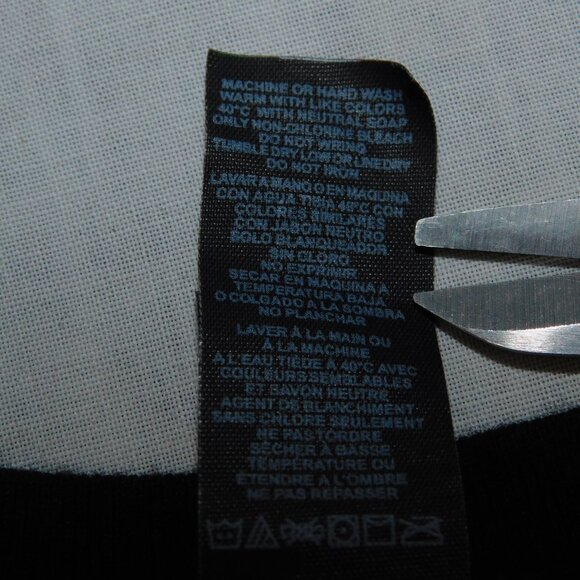 MACHINE OR HAND WASH
WARM WITH LIKE COLORS
40°C WITH NEUTRAL SOAP
ONLY NON-CHLORINE BLEACH
DO NOT WRING
TUMBLE DRY LOW OR LINE DRY
DO NOT IRON
LAVAR A MANO O EN MAQUINA
CON AGUA TIBIA 40°C CON
COLORES SIMILARES
CON JABON NEUTRO
SOLO BLANQUEADOR
SIN CLORO
NO EXPRIMIR
SECAR EN MAQUINA A
TEMPERATURA BAJA
O COLGADO A LA SOMBRA
NO PLANCHAR
LAVER À LA MAIN OU
À LA MACHINE
À L'EAU TIÈDE À 40°C AVEC
COULEURS SEMBLABLES
ET SAVON NEUTRE
AGENT DE BLANCHIMENT
SANS CHLORE SEULEMENT
NE PAS TORDRE
SÉCHER À BASSE
TEMPÉRATURE OU
ÉTENDRE A L'OMBRE
NE PAS REPASSER